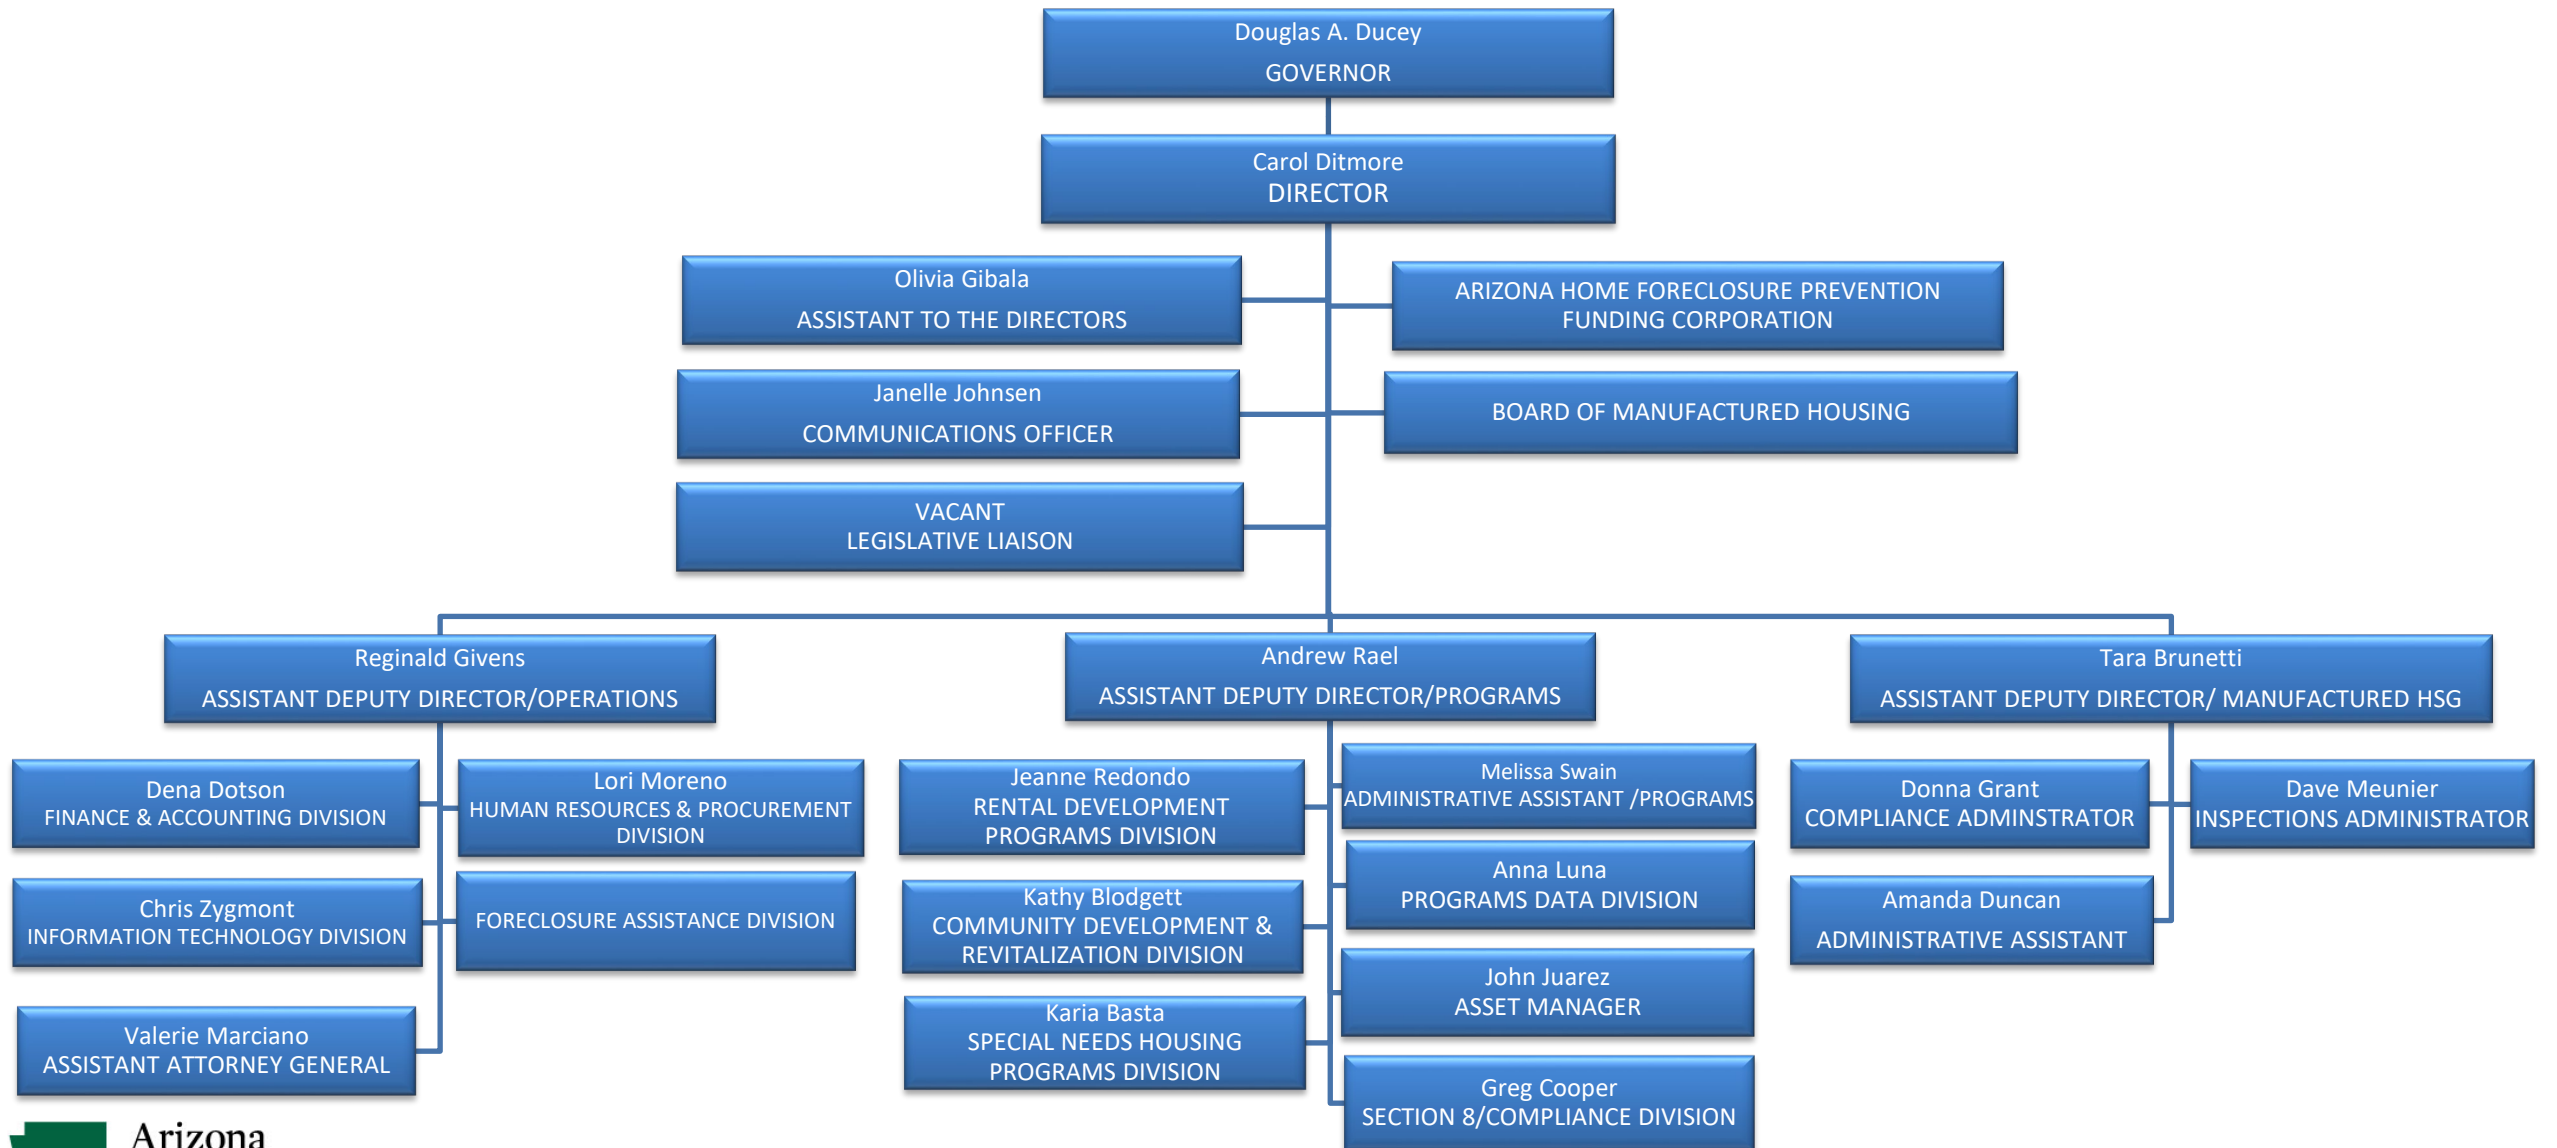 Douglas A. Ducey
GOVERNOR
Carol Ditmore
DIRECTOR
Olivia Gibala
ASSISTANT TO THE DIRECTORS
ARIZONA HOME FORECLOSURE PREVENTION
FUNDING CORPORATION
Janelle Johnsen
COMMUNICATIONS OFFICER
BOARD OF MANUFACTURED HOUSING
VACANT
LEGISLATIVE LIAISON
Reginald Givens
ASSISTANT DEPUTY DIRECTOR/OPERATIONS
Andrew Rael
ASSISTANT DEPUTY DIRECTOR/PROGRAMS
Tara Brunetti
ASSISTANT DEPUTY DIRECTOR/ MANUFACTURED HSG
Dena Dotson
FINANCE & ACCOUNTING DIVISION
Lori Moreno
HUMAN RESOURCES & PROCUREMENT
DIVISION
Chris Zygmont
INFORMATION TECHNOLOGY DIVISION
FORECLOSURE ASSISTANCE DIVISION
Valerie Marciano
ASSISTANT ATTORNEY GENERAL
Jeanne Redondo
RENTAL DEVELOPMENT
PROGRAMS DIVISION
Melissa Swain
ADMINISTRATIVE ASSISTANT /PROGRAMS
Kathy Blodgett
COMMUNITY DEVELOPMENT &
REVITALIZATION DIVISION
Anna Luna
PROGRAMS DATA DIVISION
Karia Basta
SPECIAL NEEDS HOUSING
PROGRAMS DIVISION
John Juarez
ASSET MANAGER
Greg Cooper
SECTION 8/COMPLIANCE DIVISION
Donna Grant
COMPLIANCE ADMINSTRATOR
Dave Meunier
INSPECTIONS ADMINISTRATOR
Amanda Duncan
ADMINISTRATIVE ASSISTANT
Arizona